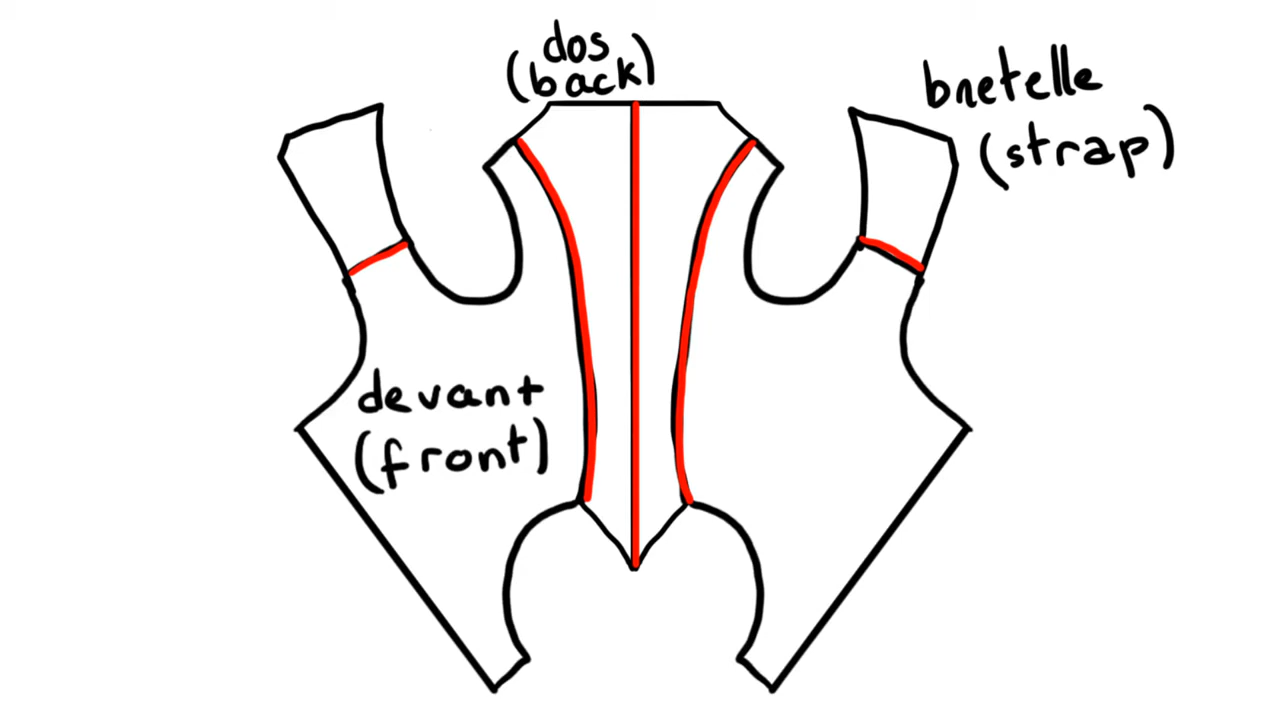 dos
(back)
bretelle
(strap)
devant
(front)